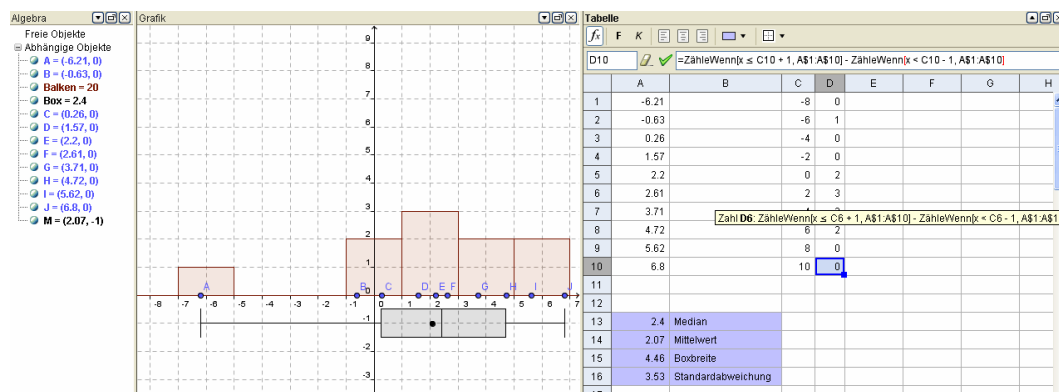 Algebra
Freie Objekte
Abhängige Objekte
A = (-6.21, 0)
B = (-0.63, 0)
Balken = 20
Box = 2.4
C = (0.26, 0)
D = (1.57, 0)
E = (2.2, 0)
F = (2.61, 0)
G = (3.71, 0)
H = (4.72, 0)
I = (5.62, 0)
J = (6.8, 0)
M = (2.07, -1)
Grafik
9
8
7
6
5
4
3
2
1
A B C D E F G H I J
-8 -7 -6 -5 -4 -3 -2 -1 0 1 2 3 4 5 6 7
0
-1
-2
-3
Tabelle
fx F K
D10 =ZähleWenn[x ≤ C10 + 1, A$1:A$10] - ZähleWenn[x < C10 - 1, A$1:A$10]
A B C D E F G H
1 -6.21 -8 0
2 -0.63 -6 1
3 0.26 -4 0
4 1.57 -2 0
5 2.2 0 2
6 2.61 2 3
7 3.71
Zahl D6: ZähleWenn[x ≤ C6 + 1, A$1:A$10] - ZähleWenn[x < C6 - 1, A$1:A$1
8 4.72 6 2
9 5.62 8 0
10 6.8 10 0
11
12
13 2.4 Median
14 2.07 Mittelwert
15 4.46 Boxbreite
16 3.53 Standardabweichung